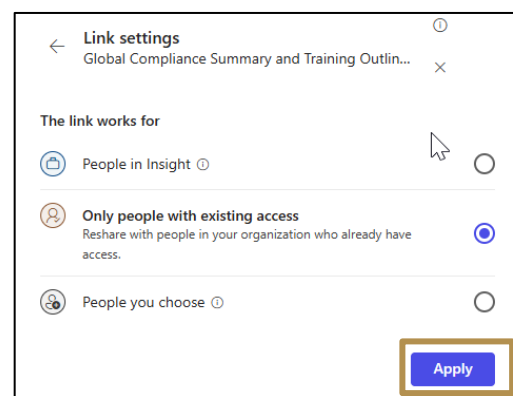 Link settings
Global Compliance Summary and Training Outlin...
The link works for
People in Insight
Only people with existing access
Reshare with people in your organization who already have
access.
People you choose
Apply